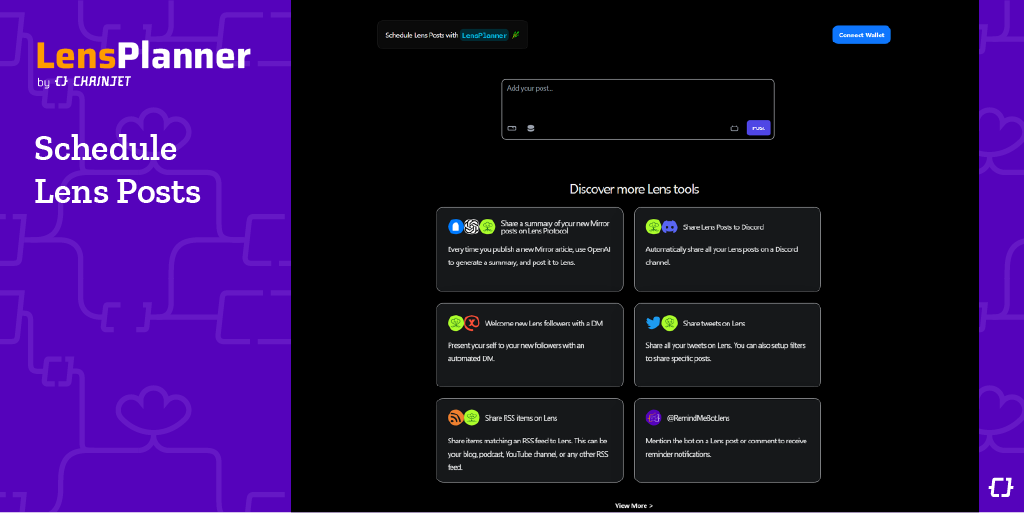 LensPlanner
by CHAINJET
Schedule
Lens Posts
Schedule Lens Posts with LensPlanner
Connect Wallet
Add your post...
Discover more Lens tools
Share a summary of your new Mirror
posts on Lens Protocol
Every time you publish a new Mirror article, use OpenAI
to generate a summary, and post it to Lens.
Share Lens Posts to Discord
Automatically share all your Lens posts on a Discord
channel.
Welcome new Lens followers with a DM
Present your self to your new followers with an
automated DM.
Share tweets on Lens
Share all your tweets on Lens. You can also setup filters
to share specific posts.
Share RSS items on Lens
Share items matching an RSS feed to Lens. This can be
your blog, podcast, YouTube channel, or any other RSS
feed.
@RemindMeBot.lens
Mention the bot on a Lens post or comment to receive
reminder notifications.
View More >